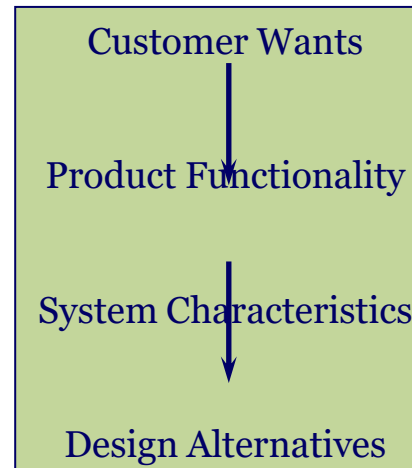 Customer Wants
Product Functionality
System Characteristics
Design Alternatives